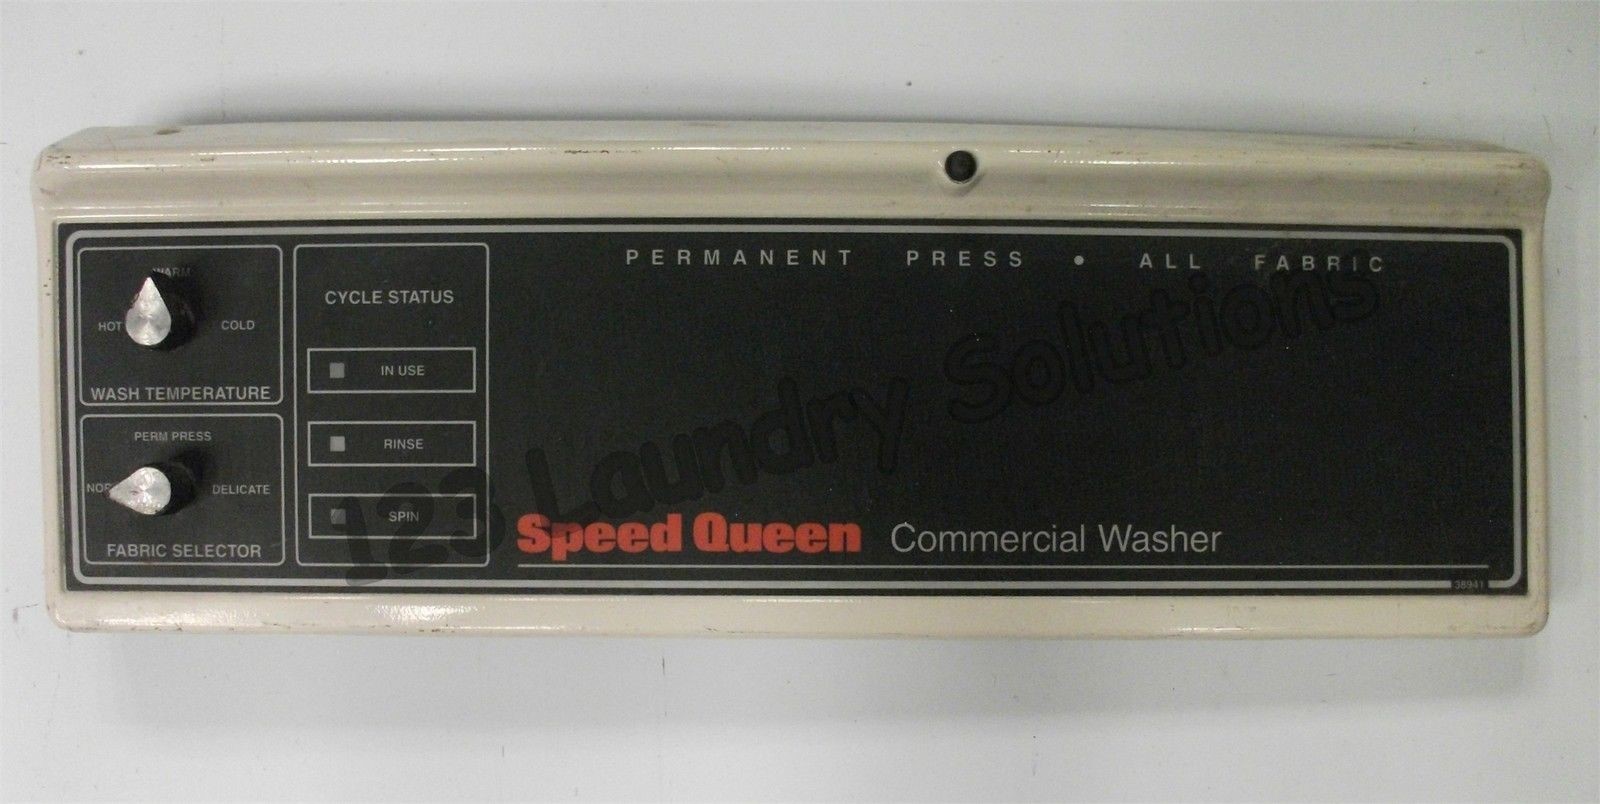 PERMANENT PRESS • ALL FABRIC
WARM
HOT
COLD
WASH TEMPERATURE
PERM PRESS
DELICATE
FABRIC SELECTOR
CYCLE STATUS
IN USE
RINSE
SPIN
Speed Queen Commercial Washer
38941
123 Laundry Solutions